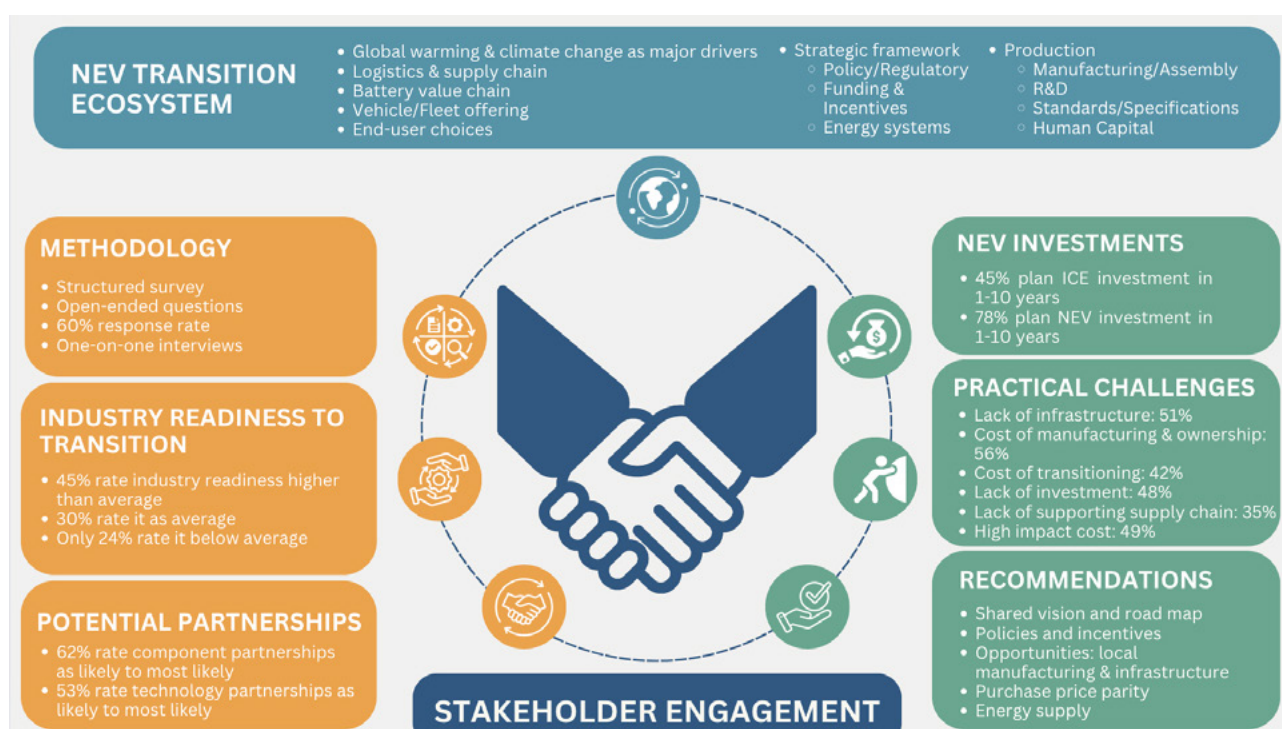 NEV TRANSITION
ECOSYSTEM
• Global warming & climate change as major drivers
• Logistics & supply chain
• Battery value chain
• Vehicle/Fleet offering
• End-user choices
• Strategic framework
○ Policy/Regulatory
○ Funding &
Incentives
○ Energy systems
• Production
○ Manufacturing/Assembly
○ R&D
○ Standards/Specifications
○ Human Capital
METHODOLOGY
• Structured survey
• Open-ended questions
• 60% response rate
• One-on-one interviews
INDUSTRY READINESS TO
TRANSITION
• 45% rate industry readiness higher
than average
• 30% rate it as average
• Only 24% rate it below average
POTENTIAL PARTNERSHIPS
• 62% rate component partnerships
as likely to most likely
• 53% rate technology partnerships as
likely to most likely
NEV INVESTMENTS
• 45% plan ICE investment in
1-10 years
• 78% plan NEV investment in
1-10 years
PRACTICAL CHALLENGES
• Lack of infrastructure: 51%
• Cost of manufacturing & ownership:
56%
• Cost of transitioning: 42%
• Lack of investment: 48%
• Lack of supporting supply chain: 35%
• High impact cost: 49%
RECOMMENDATIONS
• Shared vision and road map
• Policies and incentives
• Opportunities: local
manufacturing & infrastructure
• Purchase price parity
• Energy supply
STAKEHOLDER ENGAGEMENT